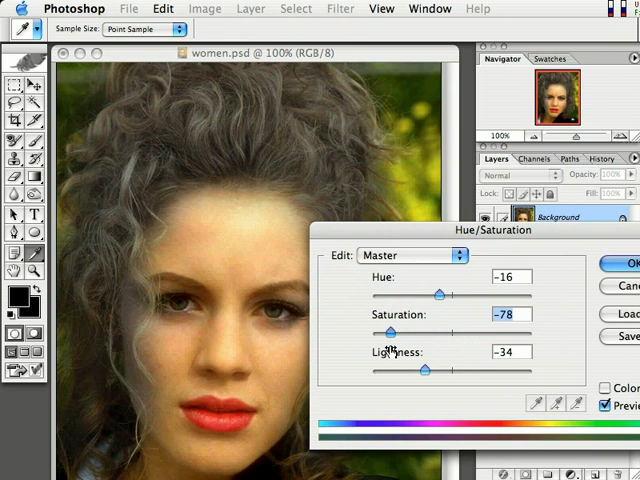 Photoshop File Edit Image Layer Select Filter View Window Help
Sample Size: Point Sample
women.psd @ 100% (RGB/8)
Navigator Swatches
100%
Layers Channels Paths History
Normal Opacity: 100%
Lock: Fill: 100%
Background
Hue/Saturation
Edit: Master
Hue: -16
Saturation: -78
Lightness: -34
OK
Canc
Load
Save
Color
Preview